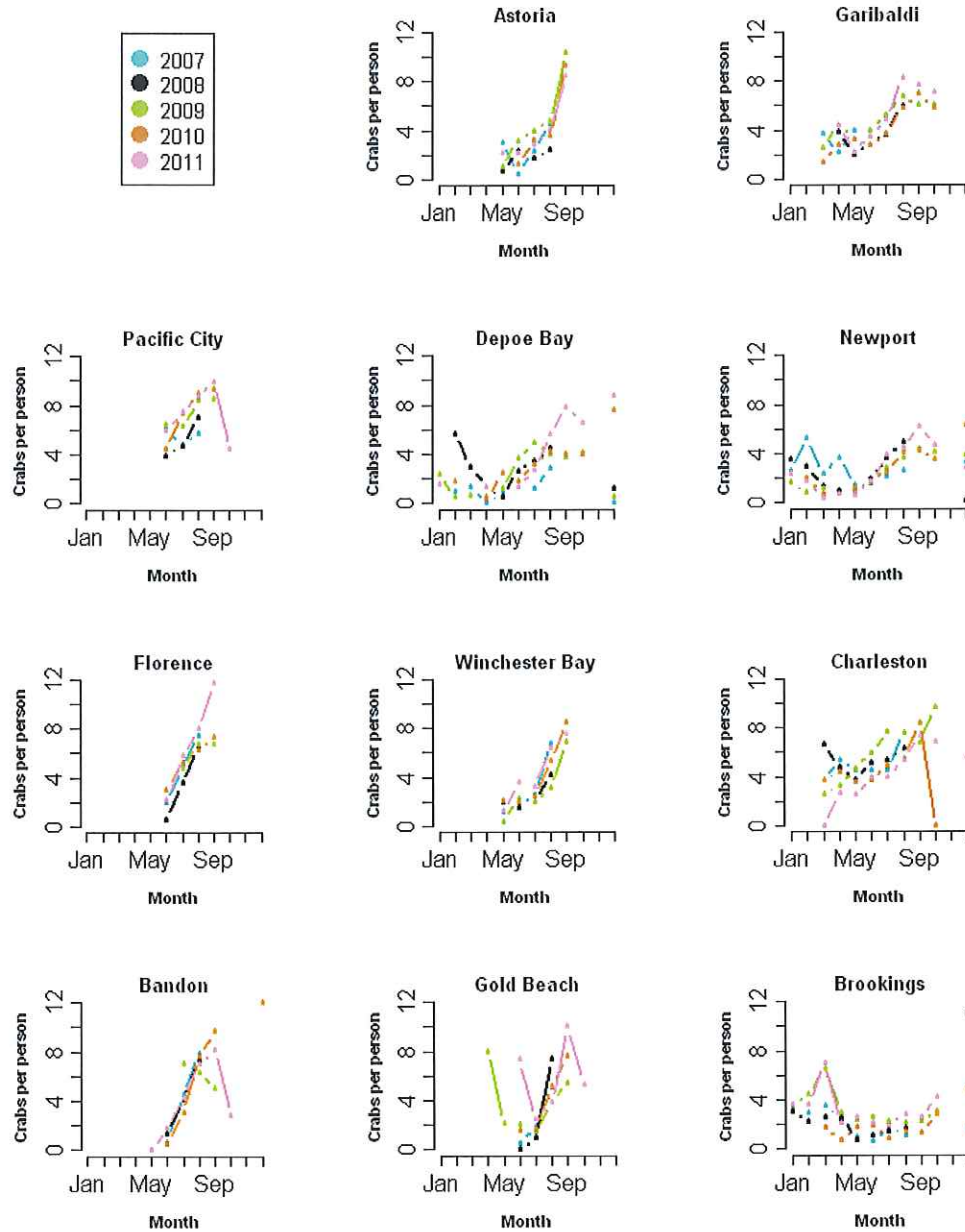 Astoria
Garibaldi
2007
2008
2009
2010
2011
Crabs per person
0 4 8 12
Jan May Sep
Month
Crabs per person
0 4 8 12
Jan May Sep
Month
Pacific City
Depoe Bay
Newport
Crabs per person
0 4 8 12
Jan May Sep
Month
Crabs per person
0 4 8 12
Jan May Sep
Month
Crabs per person
0 4 8 12
Jan May Sep
Month
Florence
Winchester Bay
Charleston
Crabs per person
0 4 8 12
Jan May Sep
Month
Crabs per person
0 4 8 12
Jan May Sep
Month
Crabs per person
0 4 8 12
Jan May Sep
Month
Bandon
Gold Beach
Brookings
Crabs per person
0 4 8 12
Jan May Sep
Month
Crabs per person
0 4 8 12
Jan May Sep
Month
Crabs per person
0 4 8 12
Jan May Sep
Month